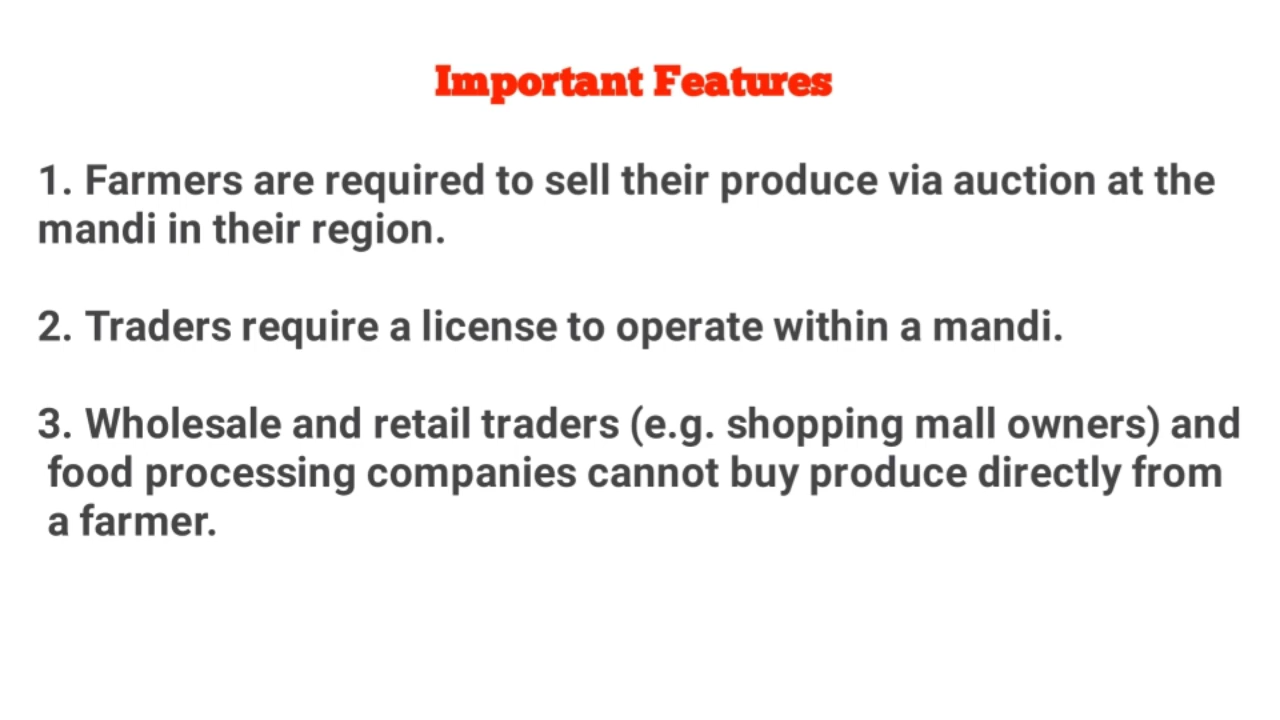 Important Features
1. Farmers are required to sell their produce via auction at the
mandi in their region.
2. Traders require a license to operate within a mandi.
3. Wholesale and retail traders (e.g. shopping mall owners) and
food processing companies cannot buy produce directly from
a farmer.